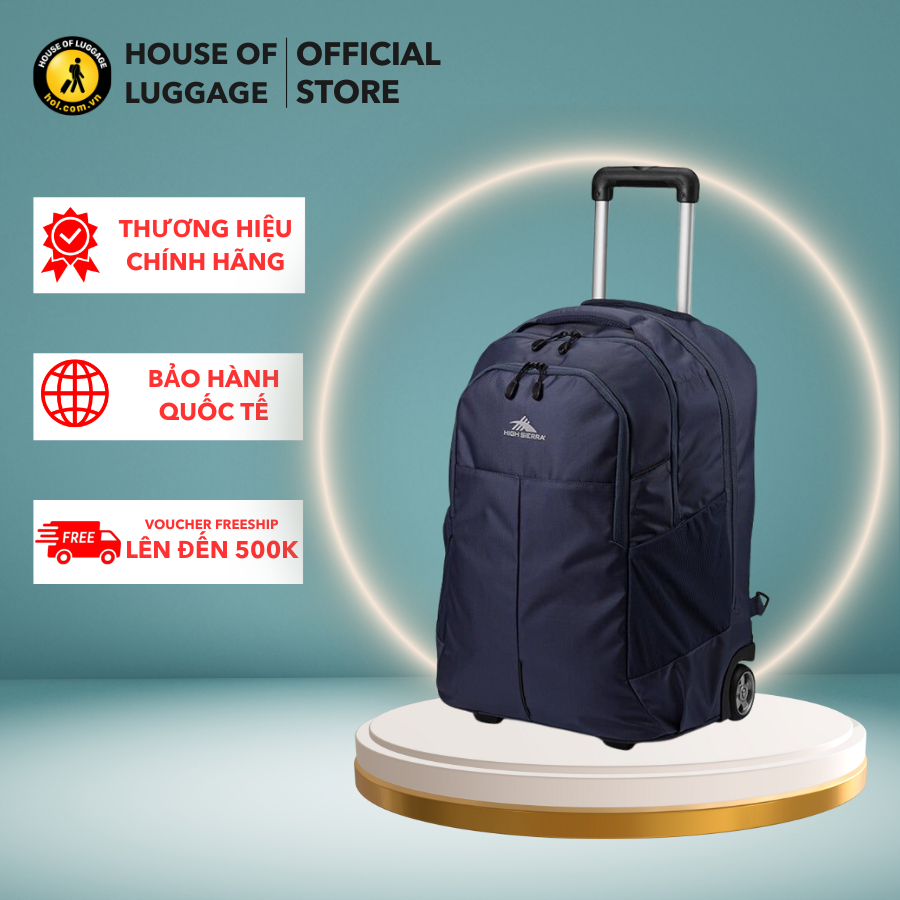 HOUSE OF LUGGAGE
hol.com.vn
HOUSE OF
LUGGAGE
OFFICIAL
STORE
THƯƠNG HIỆU
CHÍNH HÃNG
BẢO HÀNH
QUỐC TẾ
FREE
VOUCHER FREESHIP
LÊN ĐẾN 500K
HIGH SIERRA